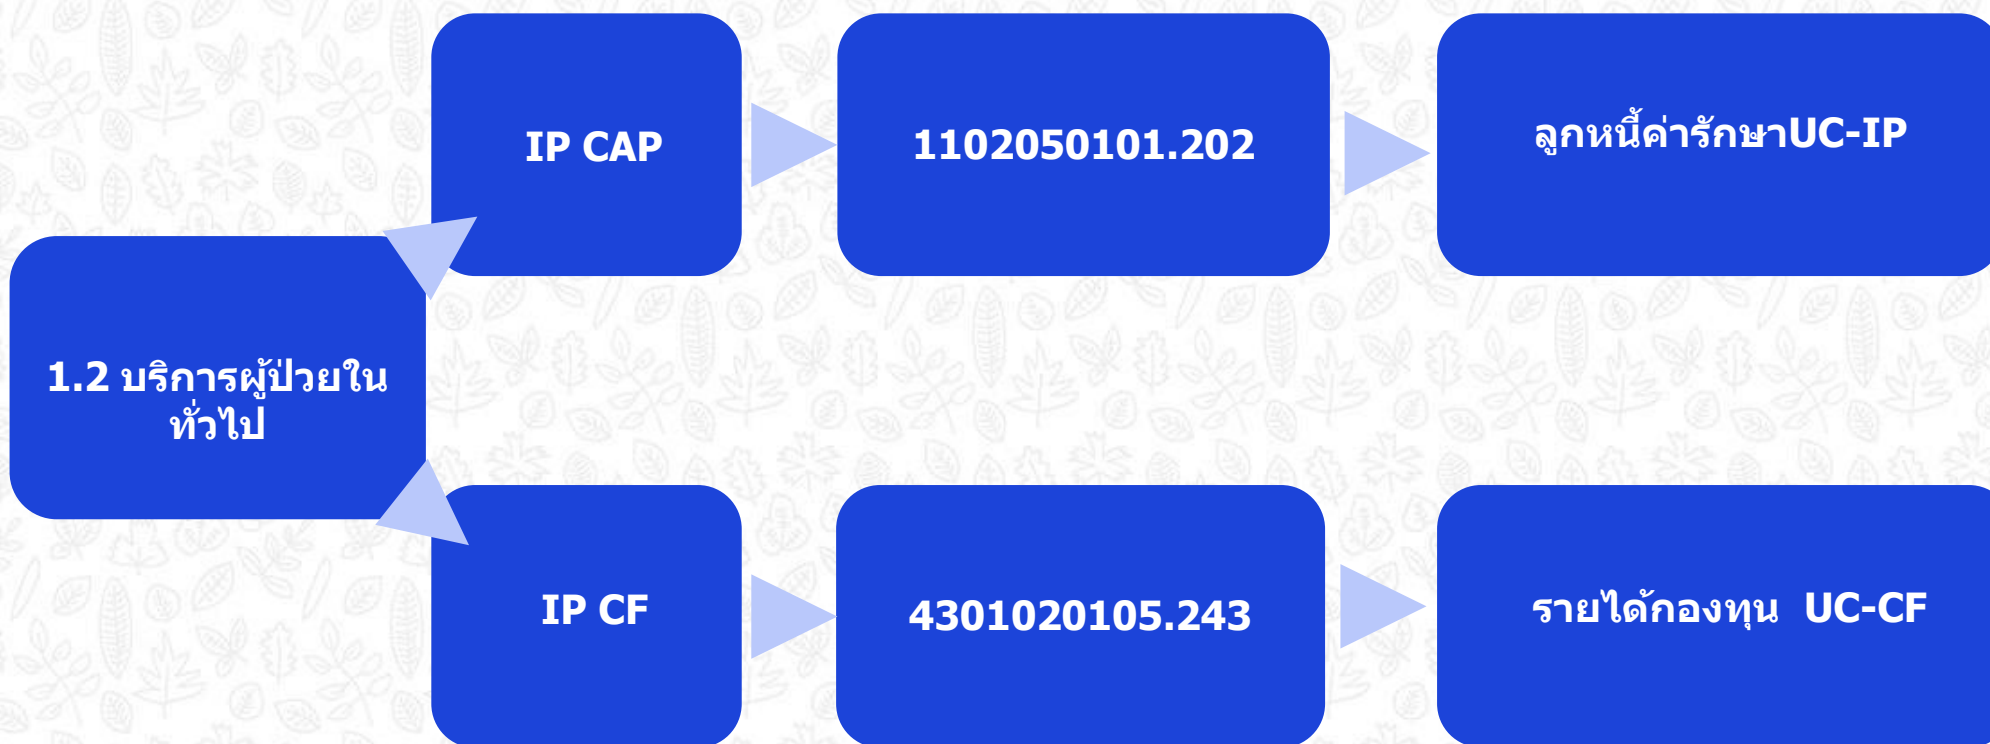 IP CAP
1102050101.202
ลูกหนี้ค่ารักษาUC-IP
1.2 บริการผู้ป่วยใน
ทั่วไป
IP CF
4301020105.243
รายได้กองทุน  UC-CF